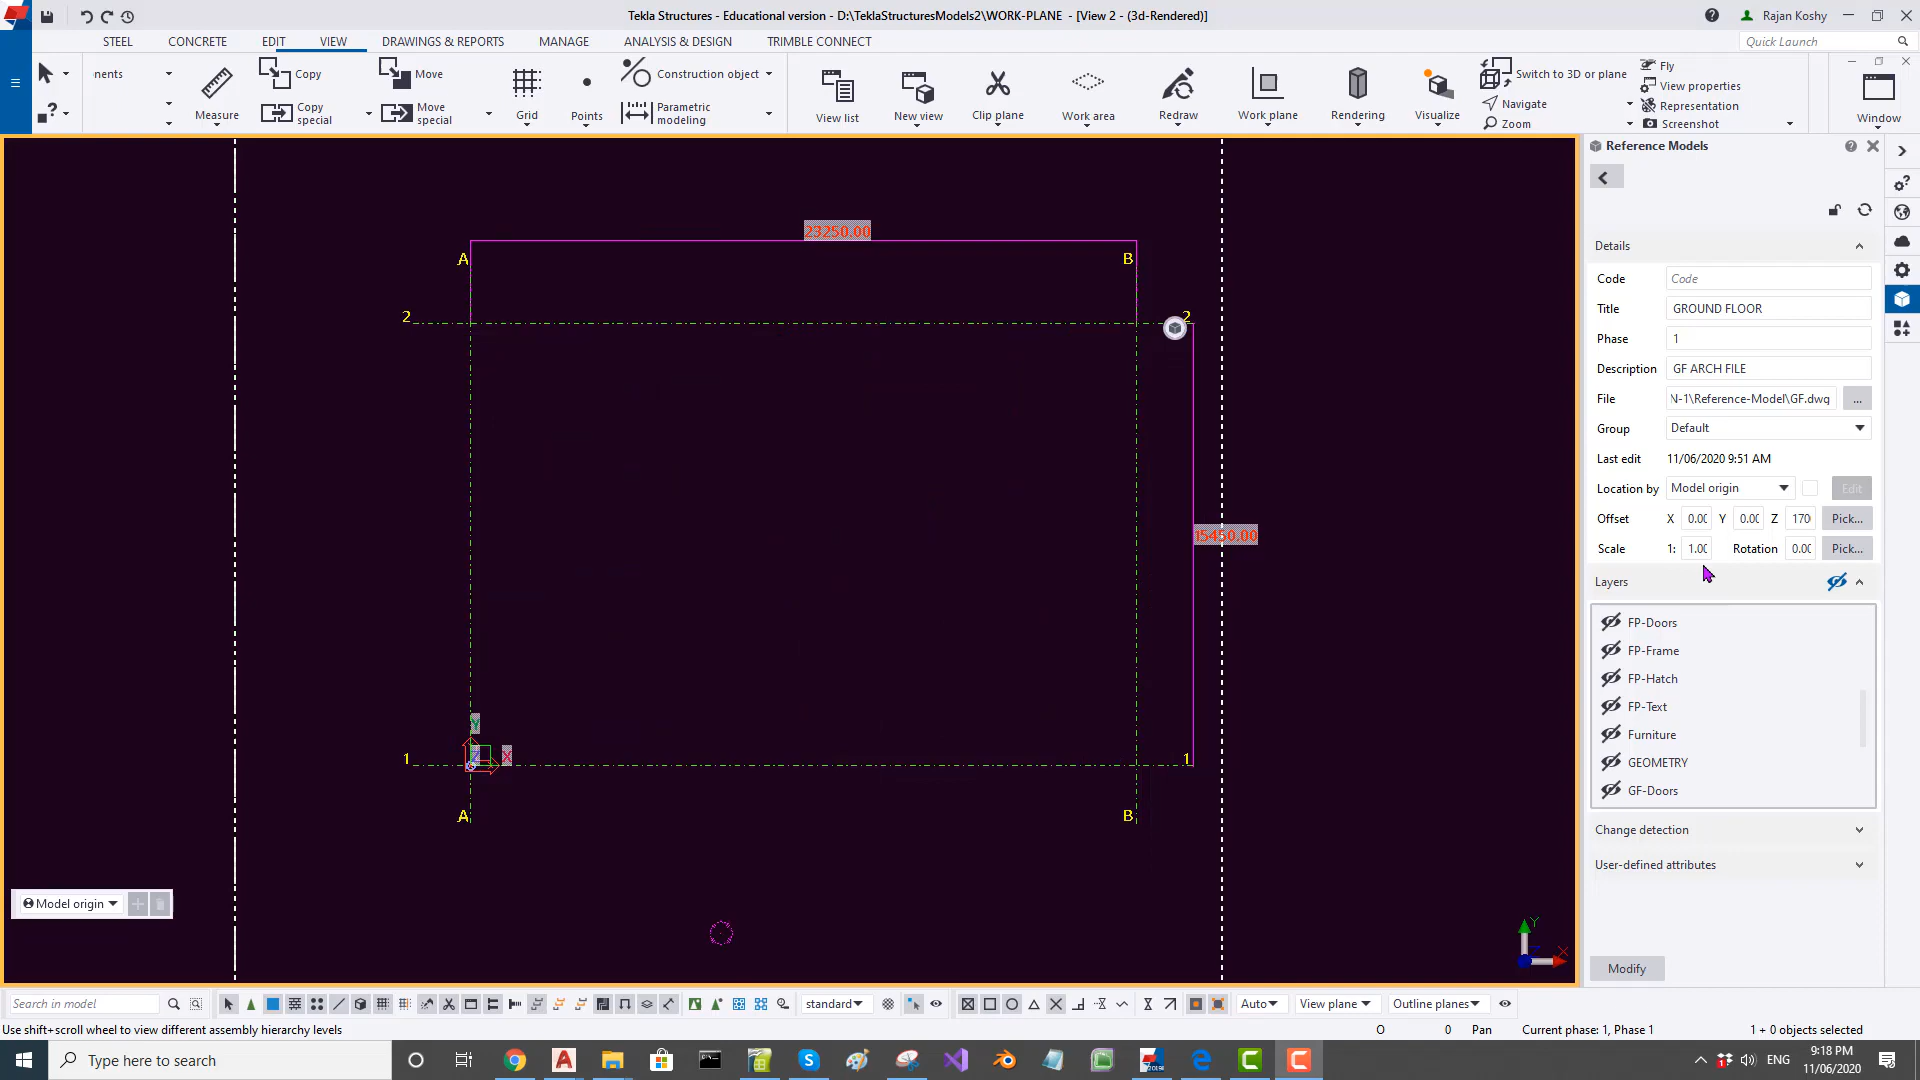 Tekla Structures - Educational version - D:\TeklaStructuresModels2\WORK-PLANE - [View 2 - (3d-Rendered)]
Rajan Koshy
STEEL CONCRETE EDIT VIEW DRAWINGS & REPORTS MANAGE ANALYSIS & DESIGN TRIMBLE CONNECT
Quick Launch
nents
Measure
Copy
Copy special
Move
Move special
Grid
Points
Construction object
Parametric modeling
View list
New view
Clip plane
Work area
Redraw
Work plane
Rendering
Visualize
Switch to 3D or plane
Navigate
Zoom
Fly
View properties
Representation
Screenshot
Window
Reference Models
Details
Code Code
Title GROUND FLOOR
Phase 1
Description GF ARCH FILE
File N-1\Reference-Model\GF.dwg ...
Group Default
Last edit 11/06/2020 9:51 AM
Location by Model origin Edit
Offset X 0.00 Y 0.00 Z 170 Pick...
Scale 1: 1.00 Rotation 0.00 Pick...
Layers
FP-Doors
FP-Frame
FP-Hatch
FP-Text
Furniture
GEOMETRY
GF-Doors
Change detection
User-defined attributes
Modify
23250.00
A B
2 2
15450.00
Y
X
1 1
A B
Model origin
Y
X
Search in model
standard
Auto
View plane
Outline planes
Use shift+scroll wheel to view different assembly hierarchy levels
O 0 Pan Current phase: 1, Phase 1 1 + 0 objects selected
Type here to search
ENG
9:18 PM
11/06/2020